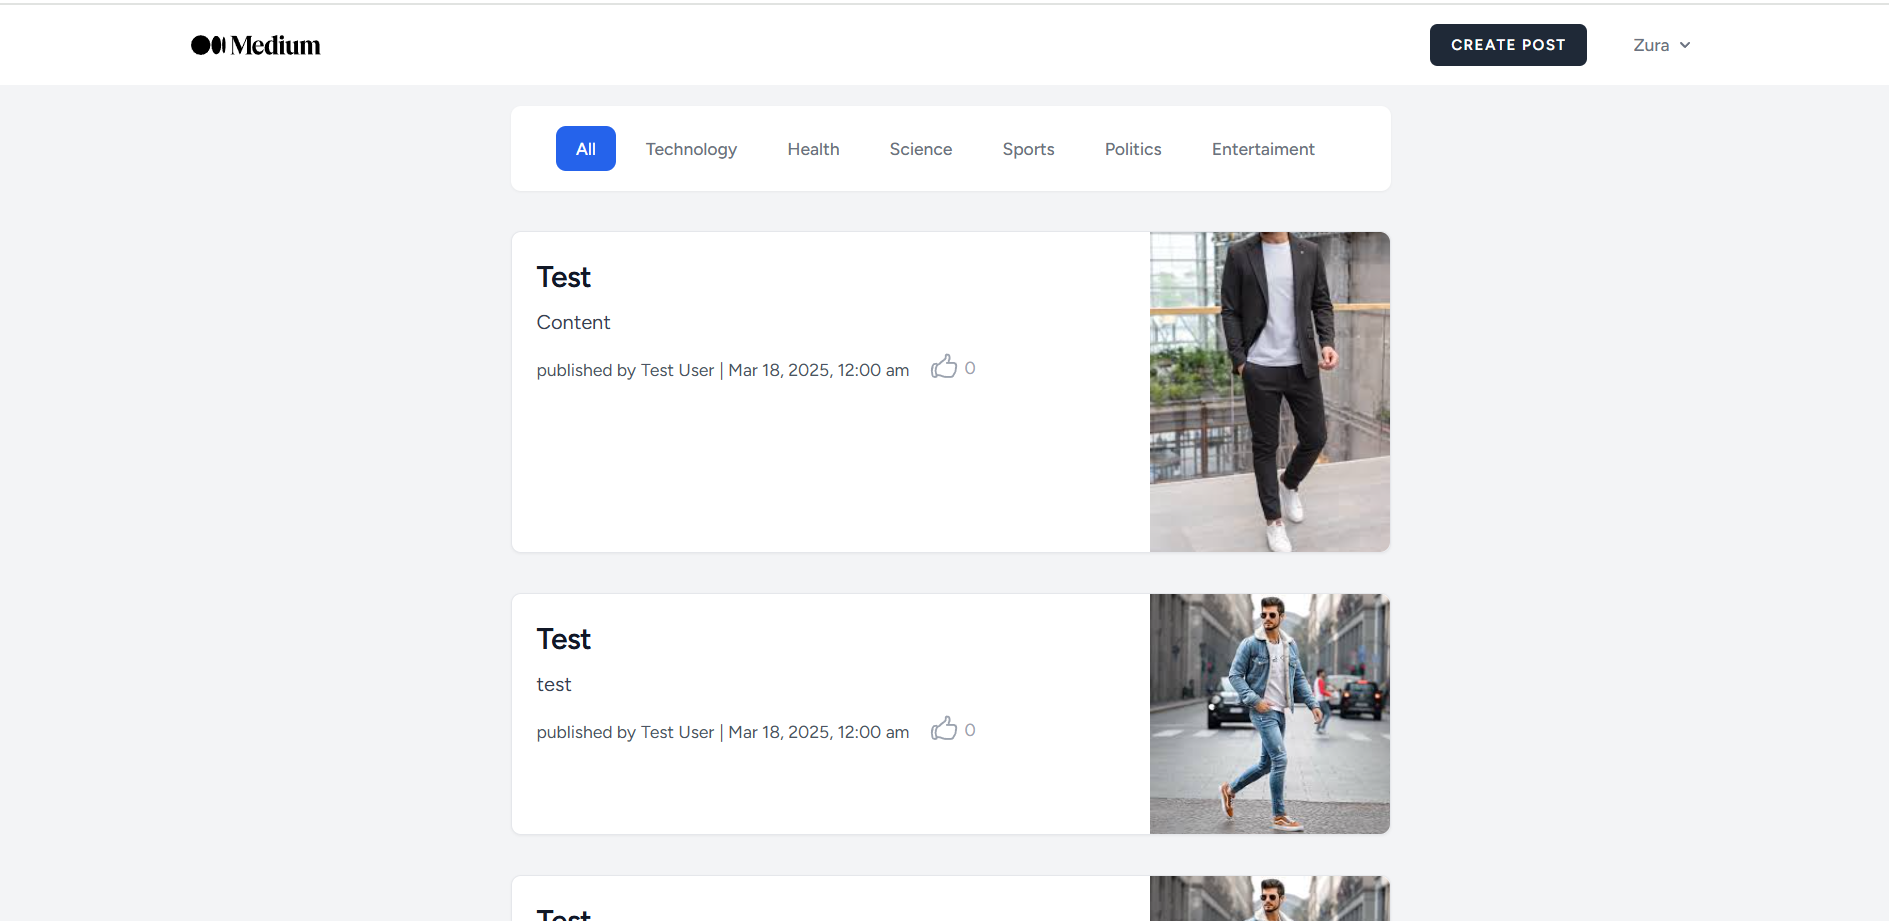 Medium
CREATE POST
Zura
All Technology Health Science Sports Politics Entertaiment
Test
Content
published by Test User | Mar 18, 2025, 12:00 am 0
Test
test
published by Test User | Mar 18, 2025, 12:00 am 0
Test